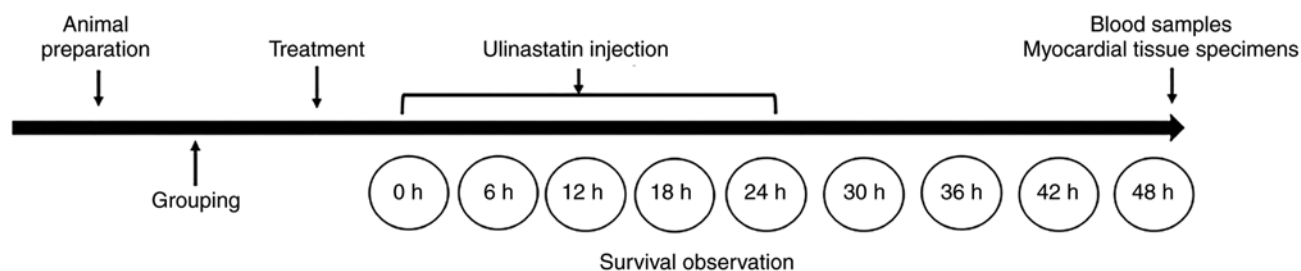 Animal
preparation
Treatment
Ulinastatin injection
Blood samples
Myocardial tissue specimens
Grouping
0 h
6 h
12 h
18 h
24 h
30 h
36 h
42 h
48 h
Survival observation